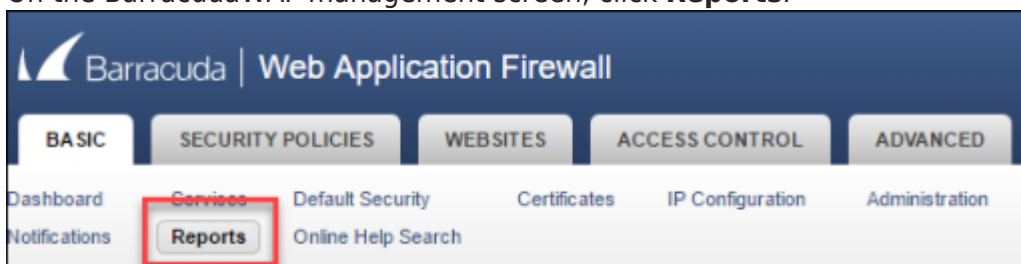 Barracuda | Web Application Firewall
BASIC SECURITY POLICIES WEBSITES ACCESS CONTROL ADVANCED
Dashboard Services Default Security Certificates IP Configuration Administration
Notifications Reports Online Help Search